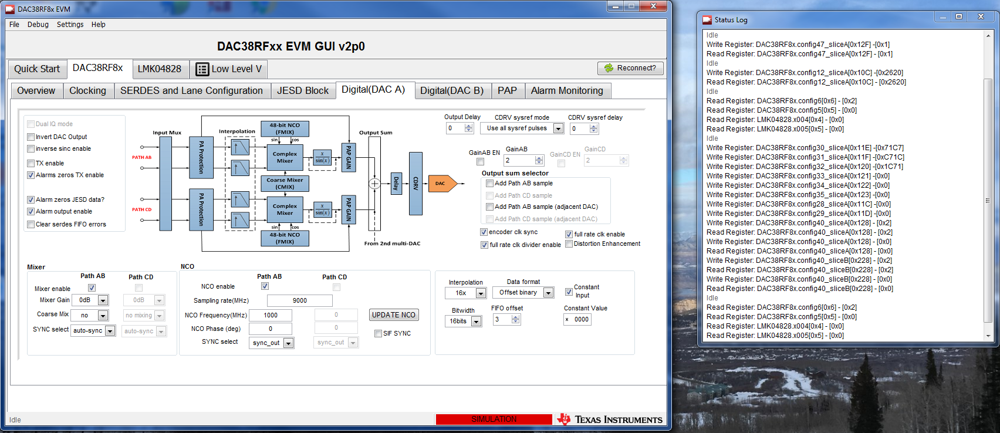 DAC38RF8x EVM
File Debug Settings Help
DAC38RFxx EVM GUI v2p0
Quick Start DAC38RF8x LMK04828 Low Level V Reconnect?
Overview Clocking SERDES and Lane Configuration JESD Block Digital(DAC A) Digital(DAC B) PAP Alarm Monitoring
Dual IQ mode
Invert DAC Output
inverse sinc enable
TX enable
Alarms zeros TX enable
Alarm zeros JESD data?
Alarm output enable
Clear serdes FIFO errors
Input Mux
PATH AB
PATH CD
PA Protection
PA Protection
Interpolation
48-bit NCO
(FMIX)
sin cos
Complex
Mixer
Coarse Mixer
(CMIX)
Complex
Mixer
sin cos
48-bit NCO
(FMIX)
x
sin(x)
x
sin(x)
PAP GAIN
PAP GAIN
Output Sum
From 2nd multi-DAC
Delay
CDRV
DAC
Output Delay CDRV sysref mode CDRV sysref delay
0 Use all sysref pulses 0
GainAB EN GainAB GainCD EN GainCD
2 2
Output sum selector
Add Path AB sample
Add Path CD sample
Add Path AB sample (adjacent DAC)
Add Path CD sample (adjacent DAC)
encoder clk sync full rate clk enable
full rate clk divider enable Distortion Enhancement
Mixer
Path AB Path CD
Mixer enable
Mixer Gain 0dB 0dB
Coarse Mix no no mixing
SYNC select auto-sync auto-sync
NCO
Path AB Path CD
NCO enable
Sampling rate(MHz) 9000
NCO Frequency(MHz) 1000 0 UPDATE NCO
NCO Phase (deg) 0 0
SIF SYNC
SYNC select sync_out sync_out
Interpolation Data format
16x Offset binary Constant
Input
Bitwidth FIFO offset Constant Value
16bits 3 x 0000
Idle SIMULATION TEXAS INSTRUMENTS
Status Log
Idle
Write Register: DAC38RF8x.config47_sliceA[0x12F] -[0x1]
Read Register: DAC38RF8x.config47_sliceA[0x12F] - [0x1]
Idle
Write Register: DAC38RF8x.config12_sliceA[0x10C] -[0x2620]
Read Register: DAC38RF8x.config12_sliceA[0x10C] - [0x2620]
Idle
Read Register: DAC38RF8x.config6[0x6] - [0x2]
Read Register: DAC38RF8x.config5[0x5] - [0x0]
Read Register: LMK04828.x004[0x4] - [0x0]
Read Register: LMK04828.x005[0x5] - [0x0]
Idle
Write Register: DAC38RF8x.config30_sliceA[0x11E] -[0x71C7]
Write Register: DAC38RF8x.config31_sliceA[0x11F] -[0xC71C]
Write Register: DAC38RF8x.config32_sliceA[0x120] -[0x1C71]
Write Register: DAC38RF8x.config33_sliceA[0x121] -[0x0]
Write Register: DAC38RF8x.config34_sliceA[0x122] -[0x0]
Write Register: DAC38RF8x.config35_sliceA[0x123] -[0x0]
Write Register: DAC38RF8x.config28_sliceA[0x11C] -[0x0]
Write Register: DAC38RF8x.config29_sliceA[0x11D] -[0x0]
Write Register: DAC38RF8x.config40_sliceA[0x128] -[0x2]
Read Register: DAC38RF8x.config40_sliceA[0x128] - [0x2]
Write Register: DAC38RF8x.config40_sliceA[0x128] -[0x0]
Read Register: DAC38RF8x.config40_sliceA[0x128] - [0x0]
Write Register: DAC38RF8x.config40_sliceB[0x228] -[0x2]
Read Register: DAC38RF8x.config40_sliceB[0x228] - [0x2]
Write Register: DAC38RF8x.config40_sliceB[0x228] -[0x0]
Read Register: DAC38RF8x.config40_sliceB[0x228] - [0x0]
Idle
Read Register: DAC38RF8x.config6[0x6] - [0x2]
Read Register: DAC38RF8x.config5[0x5] - [0x0]
Read Register: LMK04828.x004[0x4] - [0x0]
Read Register: LMK04828.x005[0x5] - [0x0]